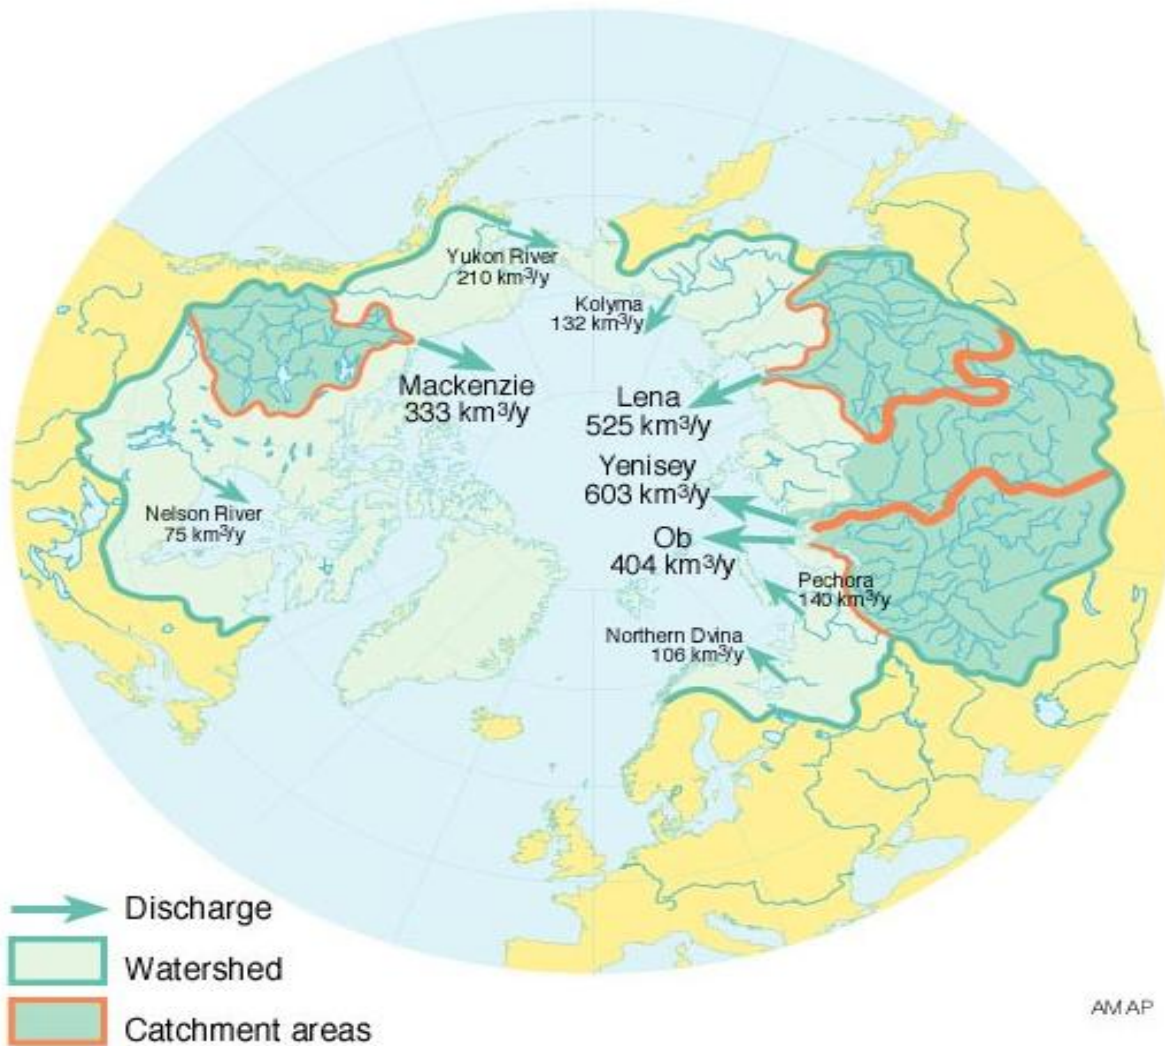 Yukon River
210 km³/y
Kolyma
132 km³/y
Mackenzie
333 km³/y
Lena
525 km³/y
Yenisey
603 km³/y
Ob
404 km³/y
Nelson River
75 km³/y
Pechora
140 km³/y
Northern Dvina
106 km³/y
Discharge
Watershed
Catchment areas
AMAP